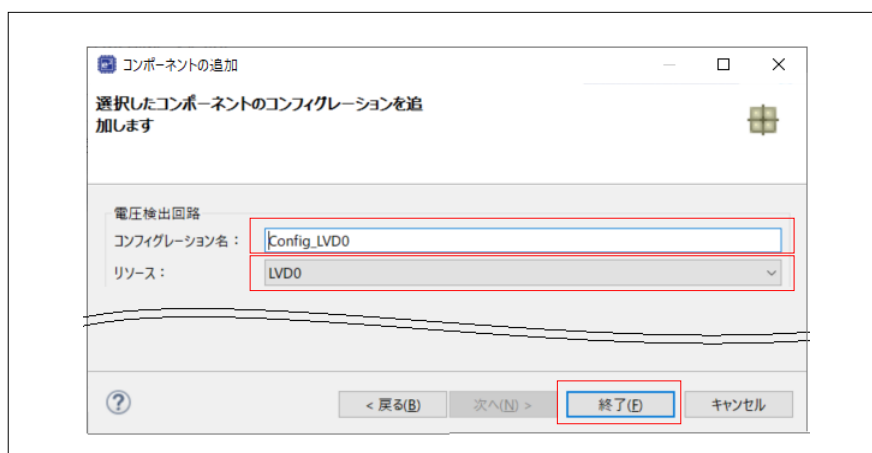 コンポーネントの追加
選択したコンポーネントのコンフィグレーションを追
加します
電圧検出回路
コンフィグレーション名：
Config_LVD0
リソース：
LVD0
< 戻る(B)
次へ(N) >
終了(F)
キャンセル